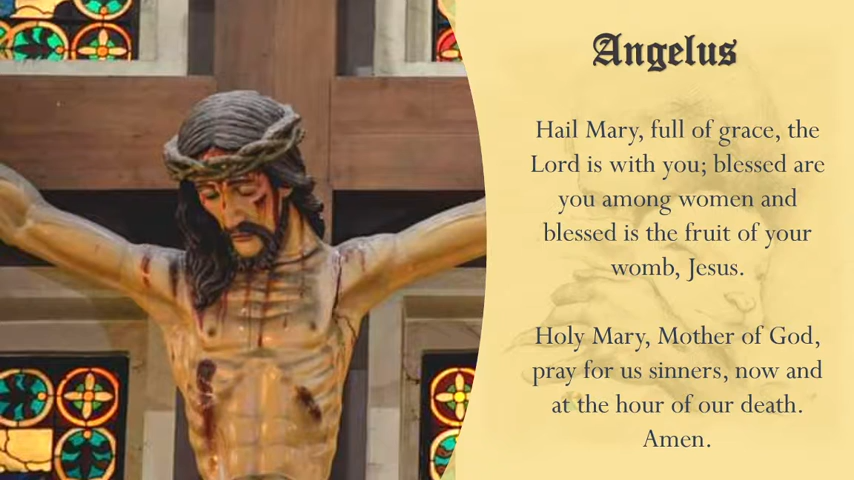 Angelus
Hail Mary, full of grace, the
Lord is with you; blessed are
you among women and
blessed is the fruit of your
womb, Jesus.
Holy Mary, Mother of God,
pray for us sinners, now and
at the hour of our death.
Amen.